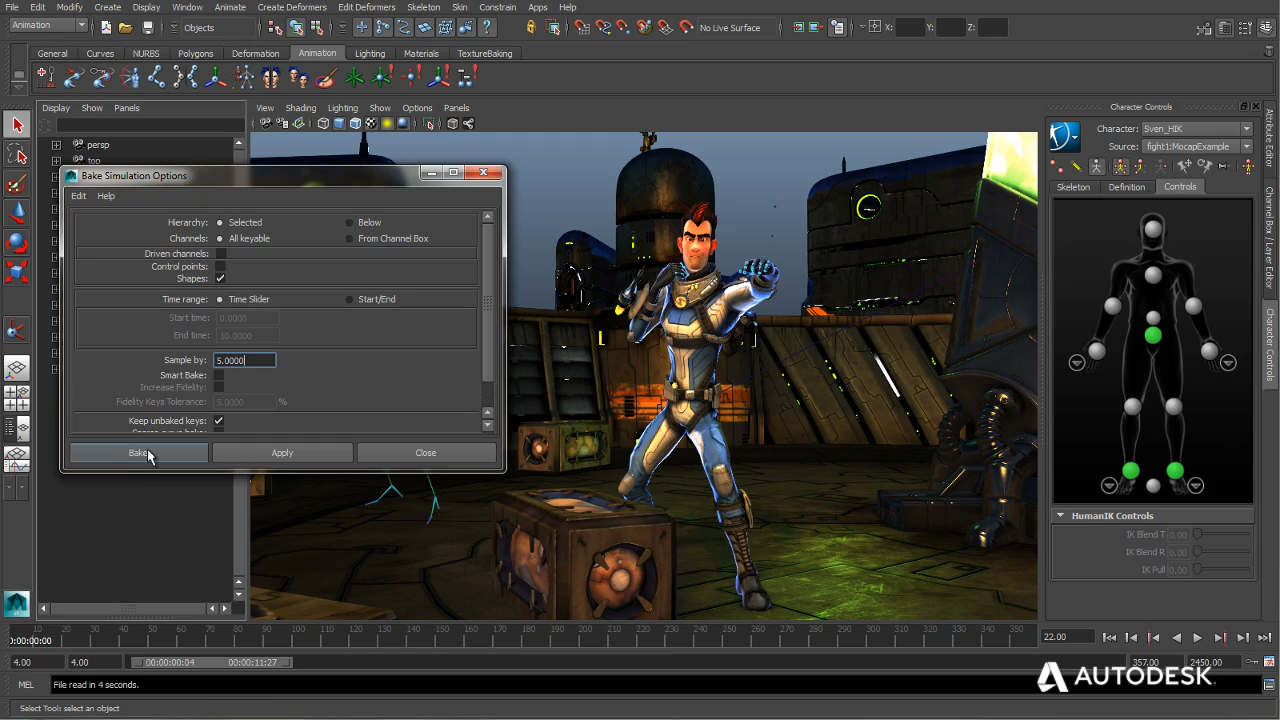 File Edit Modify Create Display Window Animate Create Deformers Edit Deformers Skeleton Skin Constrain Apps Help
Animation Objects No Live Surface X: Y: Z:
General Curves NURBS Polygons Deformation Animation Lighting Materials TextureBaking
Display Show Panels
View Shading Lighting Show Options Panels
persp
top
Bake Simulation Options
Edit Help
Hierarchy: Selected Below
Channels: All keyable From Channel Box
Driven channels:
Control points:
Shapes:
Time range: Time Slider Start/End
Start time: 0.0000
End time: 10.0000
Sample by: 5.0000
Smart Bake:
Increase Fidelity:
Fidelity Keys Tolerance: 5.0000 %
Keep unbaked keys:
Bake Apply Close
Character Controls
Character: Sven_HIK
Source: fight1:MocapExample
Skeleton Definition Controls
HumanIK Controls
IK Blend T 0.00
IK Blend R 0.00
IK Pull 0.00
Attribute Editor
Channel Box / Layer Editor
Character Controls
10 20 30 40 50 60 70 80 90 100 110 120 130 140 150 160 170 180 190 200 210 220 230 240 250 260 270 280 290 300 310 320 330 340 350
00:00:00:00
22.00
4.00 4.00 00:00:00:04 00:00:11:27 357.00 2450.00
AUTODESK
MEL File read in 4 seconds.
Select Tool: select an object